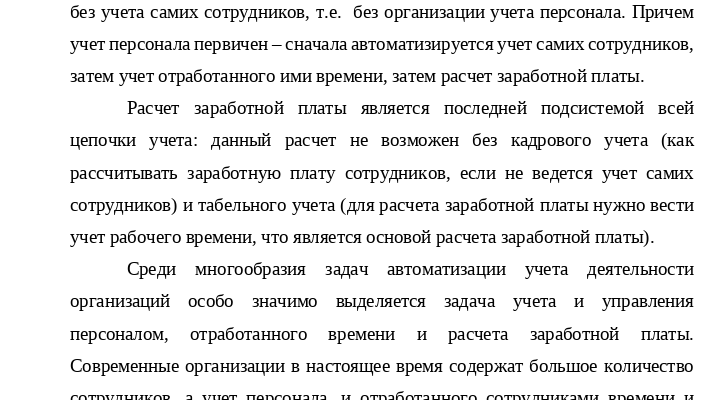 без учета самих сотрудников, т.е.  без организации учета персонала. Причем
учет персонала первичен – сначала автоматизируется учет самих сотрудников,
затем учет отработанного ими времени, затем расчет заработной платы.
Расчет заработной платы является последней подсистемой всей
цепочки учета: данный расчет не возможен без кадрового учета (как
рассчитывать заработную плату сотрудников, если не ведется учет самих
сотрудников) и табельного учета (для расчета заработной платы нужно вести
учет рабочего времени, что является основой расчета заработной платы).
Среди многообразия задач автоматизации учета деятельности
организаций особо значимо выделяется задача учета и управления
персоналом, отработанного времени и расчета заработной платы.
Современные организации в настоящее время содержат большое количество
сотрудников, а учет персонала, и отработанного сотрудниками времени и